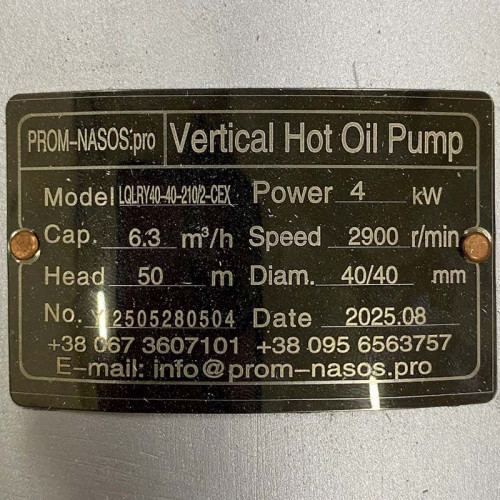 PROM-NASOS.pro Vertical Hot Oil Pump
Model LQLRY40-40-210/2-CEX Power 4 kW
Cap. 6.3 m³/h Speed 2900 r/min
Head 50 m Diam. 40/40 mm
No. Y2505280504 Date 2025.08
+38 067 3607101 +38 095 6563757
E-mail: info@prom-nasos.pro